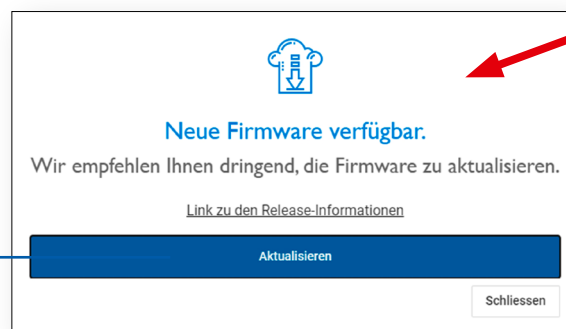 Neue Firmware verfügbar.
Wir empfehlen Ihnen dringend, die Firmware zu aktualisieren.
Link zu den Release-Informationen
Aktualisieren
Schliessen